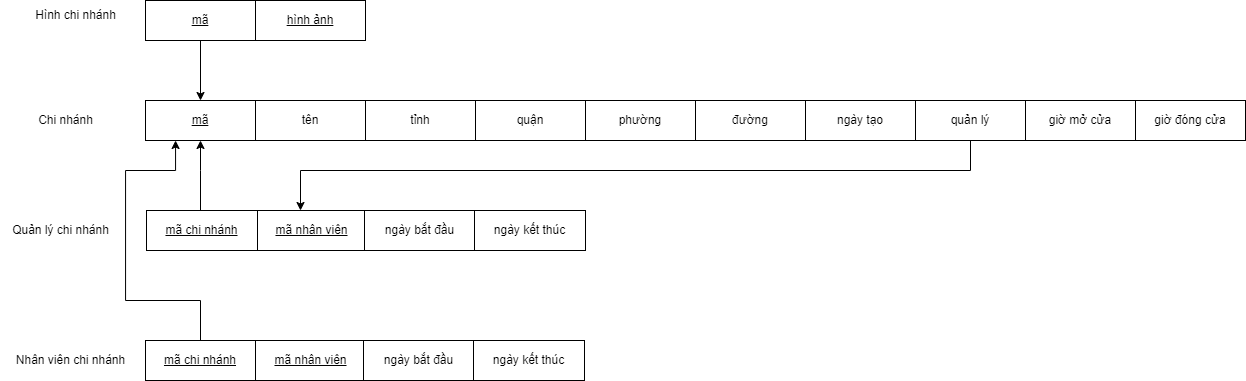 Hình chi nhánh
mã
hình ảnh
Chi nhánh
mã
tên
tỉnh
quận
phường
đường
ngày tạo
quản lý
giờ mở cửa
giờ đóng cửa
Quản lý chi nhánh
mã chi nhánh
mã nhân viên
ngày bắt đầu
ngày kết thúc
Nhân viên chi nhánh
mã chi nhánh
mã nhân viên
ngày bắt đầu
ngày kết thúc